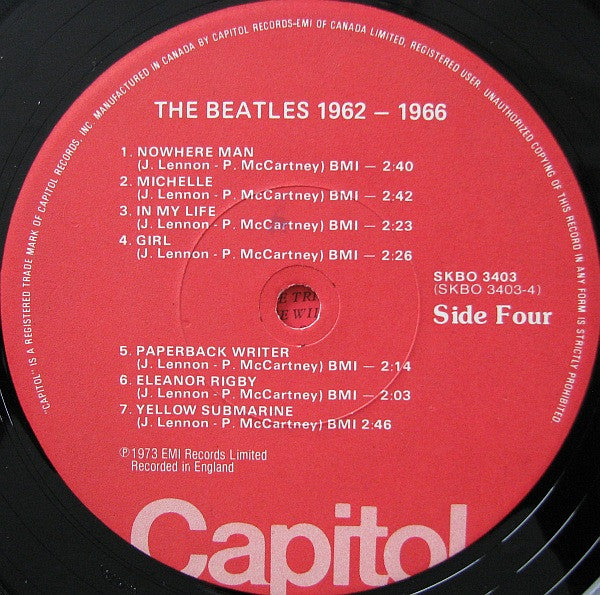 "CAPITOL" IS A REGISTERED TRADE MARK OF CAPITOL RECORDS, INC. MANUFACTURED IN CANADA BY CAPITOL RECORDS-EMI OF CANADA LIMITED, REGISTERED USER. UNAUTHORIZED COPYING OF THIS RECORD IN ANY FORM IS STRICTLY PROHIBITED
THE BEATLES 1962 – 1966
1. NOWHERE MAN
(J. Lennon - P. McCartney) BMI – 2:40
2. MICHELLE
(J. Lennon - P. McCartney) BMI – 2:42
3. IN MY LIFE
(J. Lennon - P. McCartney) BMI – 2:23
4. GIRL
(J. Lennon - P. McCartney) BMI – 2:26
SKBO 3403
(SKBO 3403-4)
Side Four
5. PAPERBACK WRITER
(J. Lennon - P. McCartney) BMI – 2:14
6. ELEANOR RIGBY
(J. Lennon - P. McCartney) BMI – 2:03
7. YELLOW SUBMARINE
(J. Lennon - P. McCartney) BMI 2:46
℗1973 EMI Records Limited
Recorded in England
Capitol